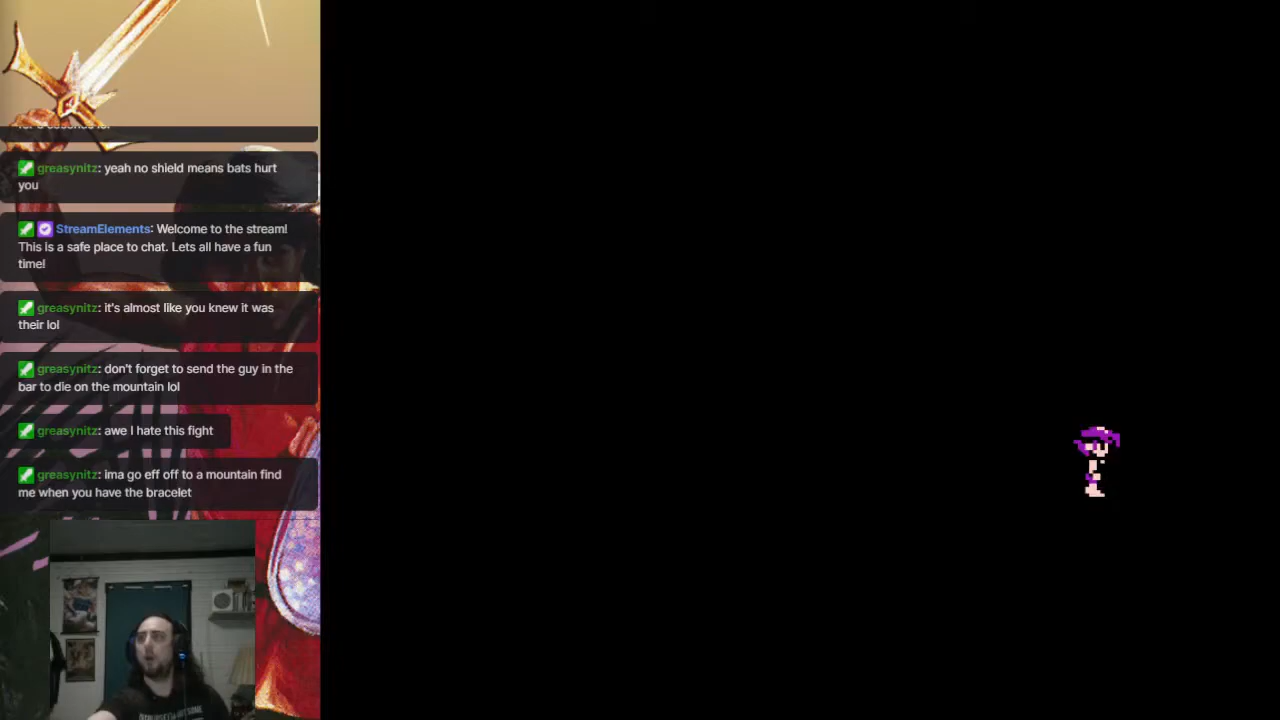 greasynitz: yeah no shield means bats hurt
you
StreamElements: Welcome to the stream!
This is a safe place to chat. Lets all have a fun
time!
greasynitz: it's almost like you knew it was
their lol
greasynitz: don't forget to send the guy in the
bar to die on the mountain lol
greasynitz: awe I hate this fight
greasynitz: ima go eff off to a mountain find
me when you have the bracelet